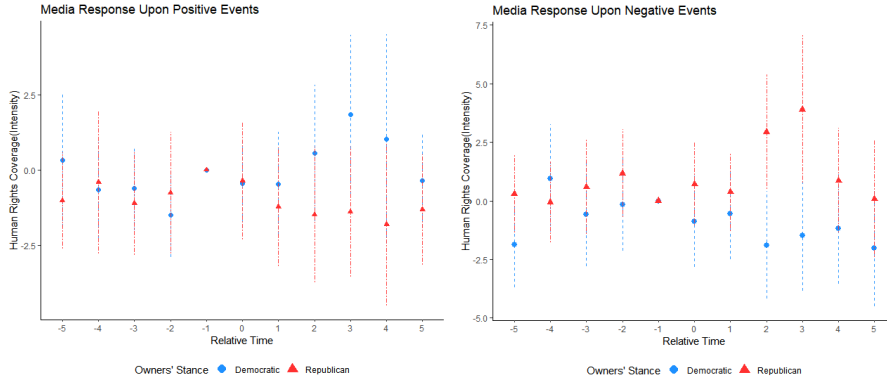 Media Response Upon Positive Events
Human Rights Coverage(Intensity)
2.5
0.0
-2.5
-5 -4 -3 -2 -1 0 1 2 3 4 5
Relative Time
Owners' Stance Democratic Republican
Media Response Upon Negative Events
Human Rights Coverage(Intensity)
7.5
5.0
2.5
0.0
-2.5
-5.0
-5 -4 -3 -2 -1 0 1 2 3 4 5
Relative Time
Owners' Stance Democratic Republican